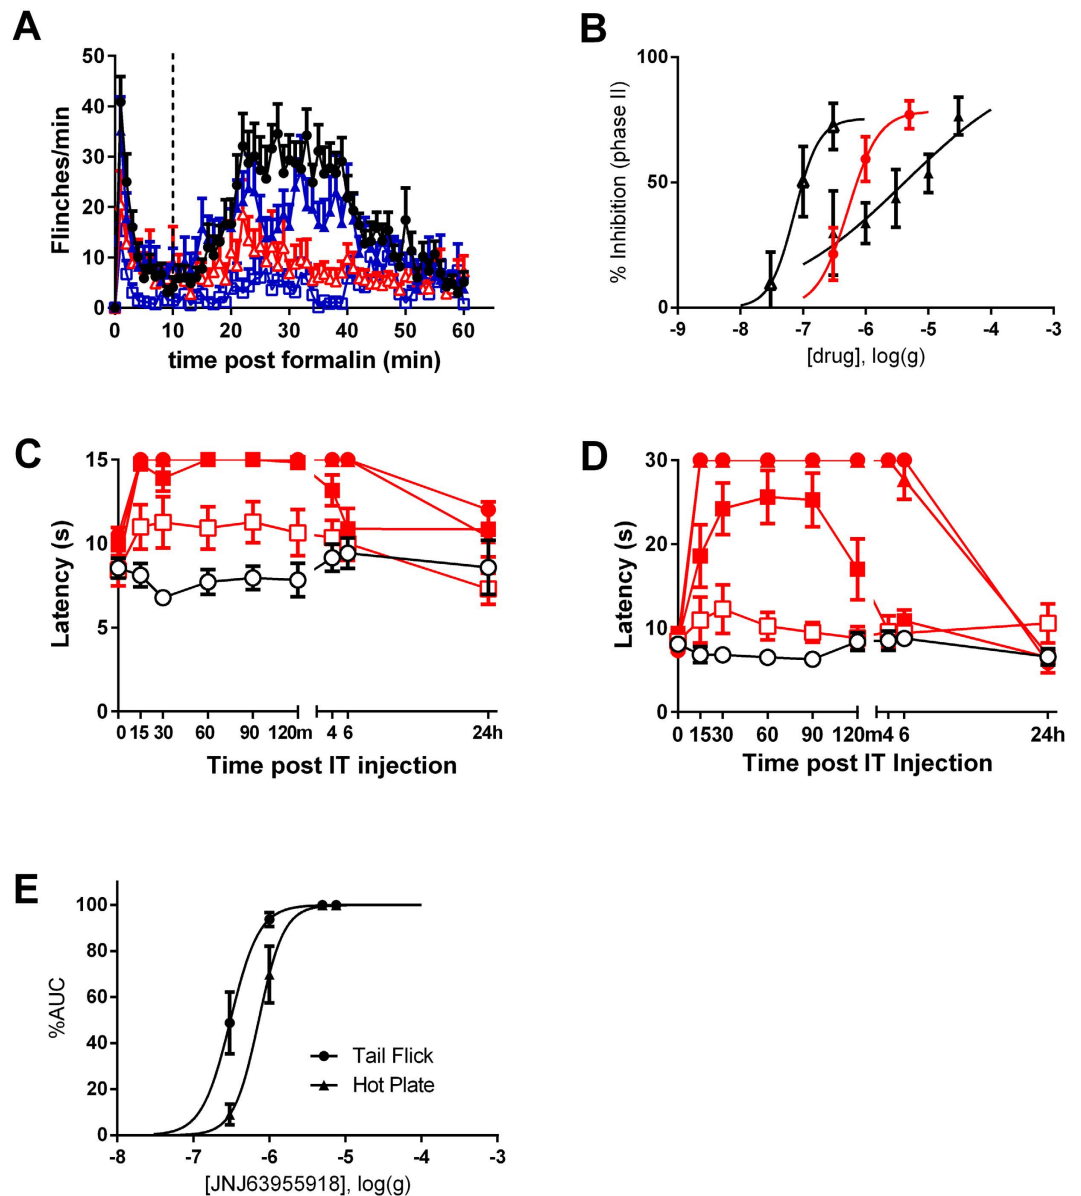 A
Flinches/min
50
40
30
20
10
0
0 10 20 30 40 50 60
time post formalin (min)
B
% Inhibition (phase II)
100
50
0
-9 -8 -7 -6 -5 -4 -3
[drug], log(g)
C
Latency (s)
15
10
5
0
0 15 30 60 90 120m 4 6 24h
Time post IT injection
D
Latency (s)
30
20
10
0
0 1530 60 90 120m4 6 24h
Time post IT Injection
E
%AUC
100
80
60
40
20
0
Tail Flick
Hot Plate
-8 -7 -6 -5 -4 -3
[JNJ63955918], log(g)